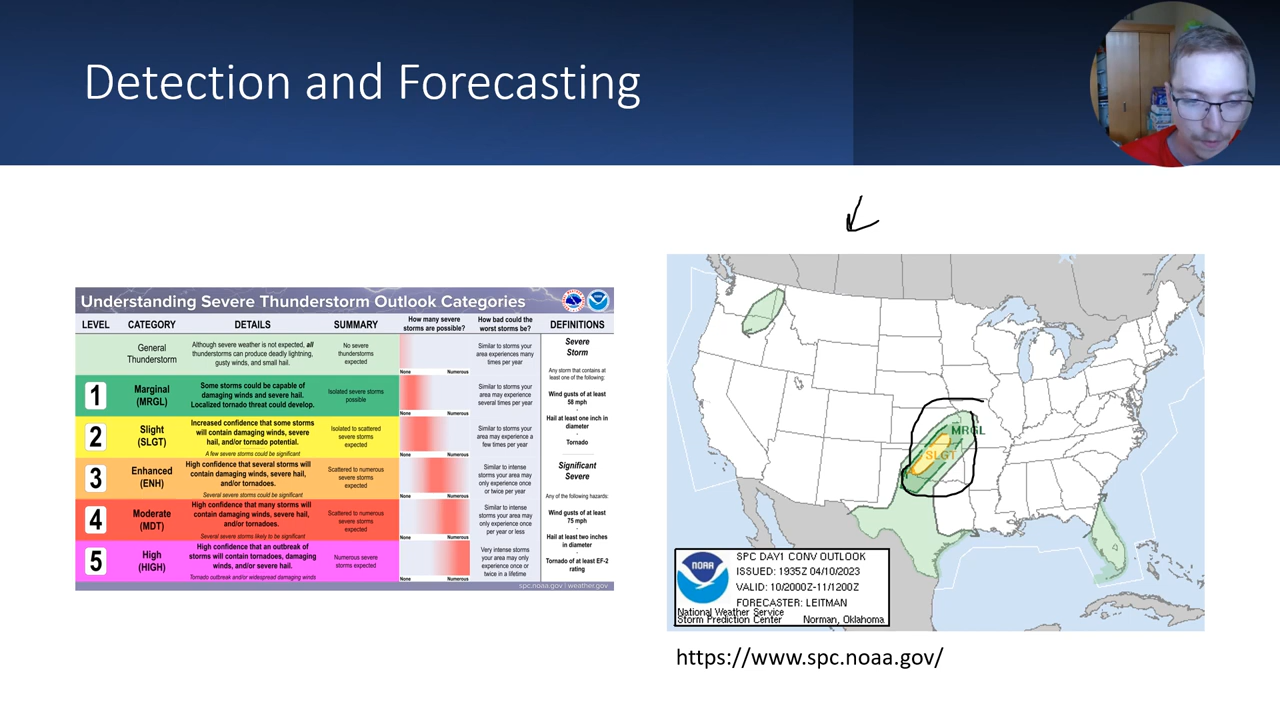 Detection and Forecasting
Understanding Severe Thunderstorm Outlook Categories
LEVEL
CATEGORY
DETAILS
SUMMARY
How many severe
storms are possible?
How bad could the
worst storms be?
DEFINITIONS
General
Thunderstorm
Although severe weather is not expected, all
thunderstorms can produce deadly lightning,
gusty winds, and small hail.
No severe
thunderstorms
expected
None
Numerous
Similar to storms your
area experiences many
times per year
1
Marginal
(MRGL)
Some storms could be capable of
damaging winds and severe hail.
Localized tornado threat could develop.
Isolated severe storms
possible
None
Numerous
Similar to storms your
area may experience
several times per year
2
Slight
(SLGT)
Increased confidence that some storms
will contain damaging winds, severe
hail, and/or tornado potential.
A few severe storms could be significant
Isolated to scattered
severe storms
expected
None
Numerous
Similar to storms your
area may experience a
few times per year
3
Enhanced
(ENH)
High confidence that several storms will
contain damaging winds, severe hail,
and/or tornadoes.
Several severe storms could be significant
Scattered to numerous
severe storms
expected
None
Numerous
Similar to intense
storms your area may
only experience once
or twice per year
4
Moderate
(MDT)
High confidence that many storms will
contain damaging winds, severe hail,
and/or tornadoes.
Several severe storms likely to be significant
Scattered to numerous
severe storms
expected
None
Numerous
Similar to intense
storms your area may
only experience once
per year or less
5
High
(HIGH)
High confidence that an outbreak of
storms will contain tornadoes, damaging
winds, and/or severe hail.
Tornado outbreak and/or widespread damaging winds
Numerous severe
storms expected
None
Numerous
Very intense storms
your area may only
experience once or
twice in a lifetime
Severe
Storm
Any storm that contains at
least one of the following:
Wind gusts of at least
58 mph
Hail at least one inch in
diameter
Tornado
Significant
Severe
Any of the following hazards:
Wind gusts of at least
75 mph
Hail at least two inches
in diameter
Tornado of at least EF-2
rating
spc.noaa.gov | weather.gov
MRGL
SLGT
NOAA
SPC DAY1 CONV OUTLOOK
ISSUED: 1935Z 04/10/2023
VALID: 10/2000Z-11/1200Z
FORECASTER: LEITMAN
National Weather Service
Storm Prediction Center Norman, Oklahoma
https://www.spc.noaa.gov/